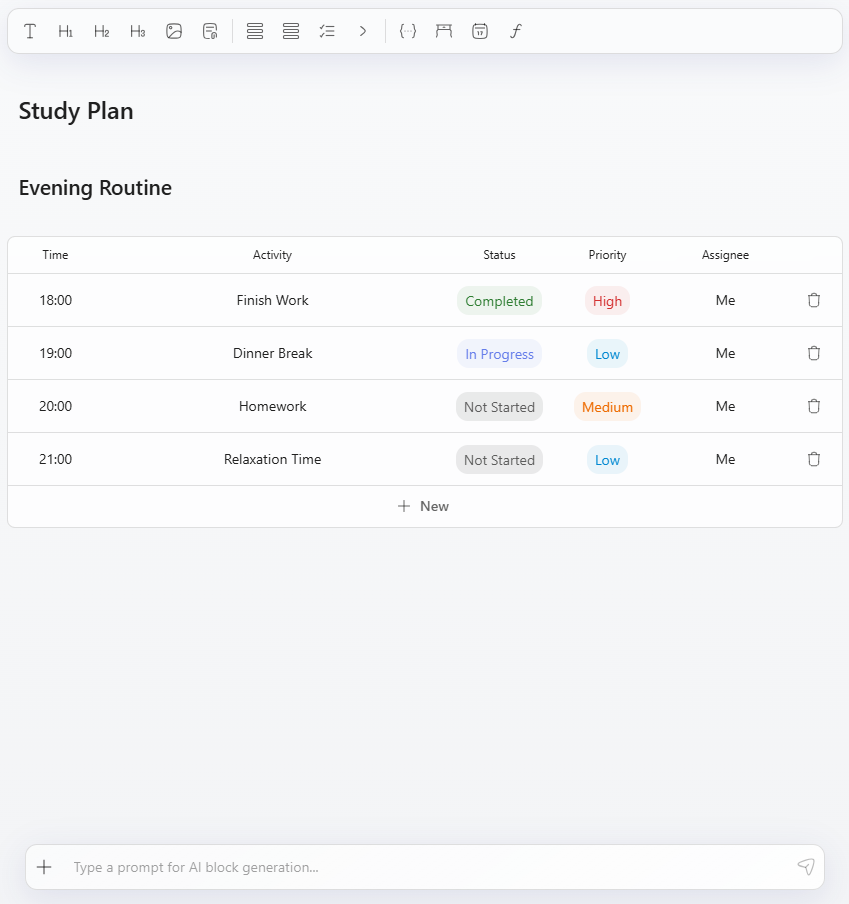 T H1 H2 H3
17
Study Plan
Evening Routine
Time Activity Status Priority Assignee
18:00 Finish Work Completed High Me
19:00 Dinner Break In Progress Low Me
20:00 Homework Not Started Medium Me
21:00 Relaxation Time Not Started Low Me
+ New
Type a prompt for AI block generation...